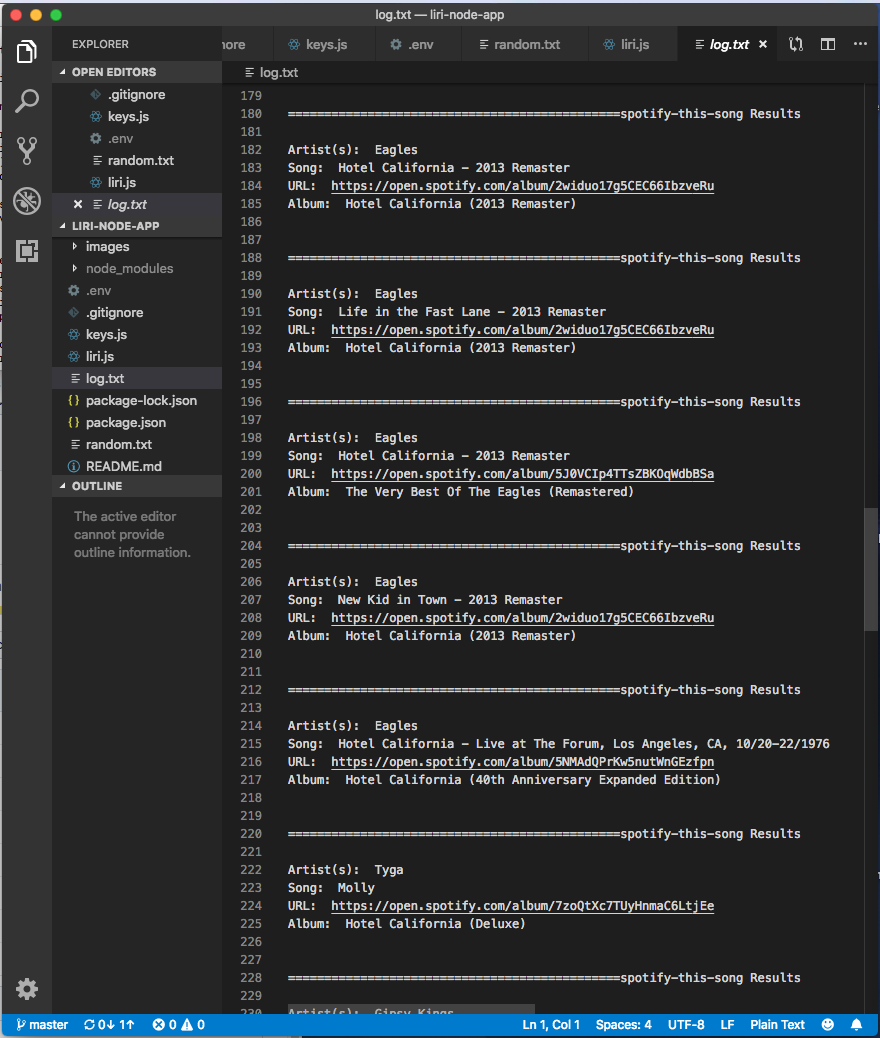 log.txt — liri-node-app
EXPLORER
ore
keys.js
.env
random.txt
liri.js
log.txt
OPEN EDITORS
.gitignore
keys.js
.env
random.txt
liri.js
log.txt
LIRI-NODE-APP
images
node_modules
.env
.gitignore
keys.js
liri.js
log.txt
package-lock.json
package.json
random.txt
README.md
OUTLINE
The active editor
cannot provide
outline information.
log.txt
179
180 ==============================================spotify-this-song Results
181
182 Artist(s):  Eagles
183 Song:  Hotel California - 2013 Remaster
184 URL:  https://open.spotify.com/album/2widuo17g5CEC66IbzveRu
185 Album:  Hotel California (2013 Remaster)
186
187
188 ==============================================spotify-this-song Results
189
190 Artist(s):  Eagles
191 Song:  Life in the Fast Lane - 2013 Remaster
192 URL:  https://open.spotify.com/album/2widuo17g5CEC66IbzveRu
193 Album:  Hotel California (2013 Remaster)
194
195
196 ==============================================spotify-this-song Results
197
198 Artist(s):  Eagles
199 Song:  Hotel California - 2013 Remaster
200 URL:  https://open.spotify.com/album/5J0VCIp4TTsZBKOqWdbBSa
201 Album:  The Very Best Of The Eagles (Remastered)
202
203
204 ==============================================spotify-this-song Results
205
206 Artist(s):  Eagles
207 Song:  New Kid in Town - 2013 Remaster
208 URL:  https://open.spotify.com/album/2widuo17g5CEC66IbzveRu
209 Album:  Hotel California (2013 Remaster)
210
211
212 ==============================================spotify-this-song Results
213
214 Artist(s):  Eagles
215 Song:  Hotel California - Live at The Forum, Los Angeles, CA, 10/20-22/1976
216 URL:  https://open.spotify.com/album/5NMAdQPrKw5nutWnGEzfpn
217 Album:  Hotel California (40th Anniversary Expanded Edition)
218
219
220 ==============================================spotify-this-song Results
221
222 Artist(s):  Tyga
223 Song:  Molly
224 URL:  https://open.spotify.com/album/7zoQtXc7TUyHnmaC6LtjEe
225 Album:  Hotel California (Deluxe)
226
227
228 ==============================================spotify-this-song Results
229
230 Artist(s):  Gipsy Kings
master 0↓ 1↑ 0 0 Ln 1, Col 1 Spaces: 4 UTF-8 LF Plain Text